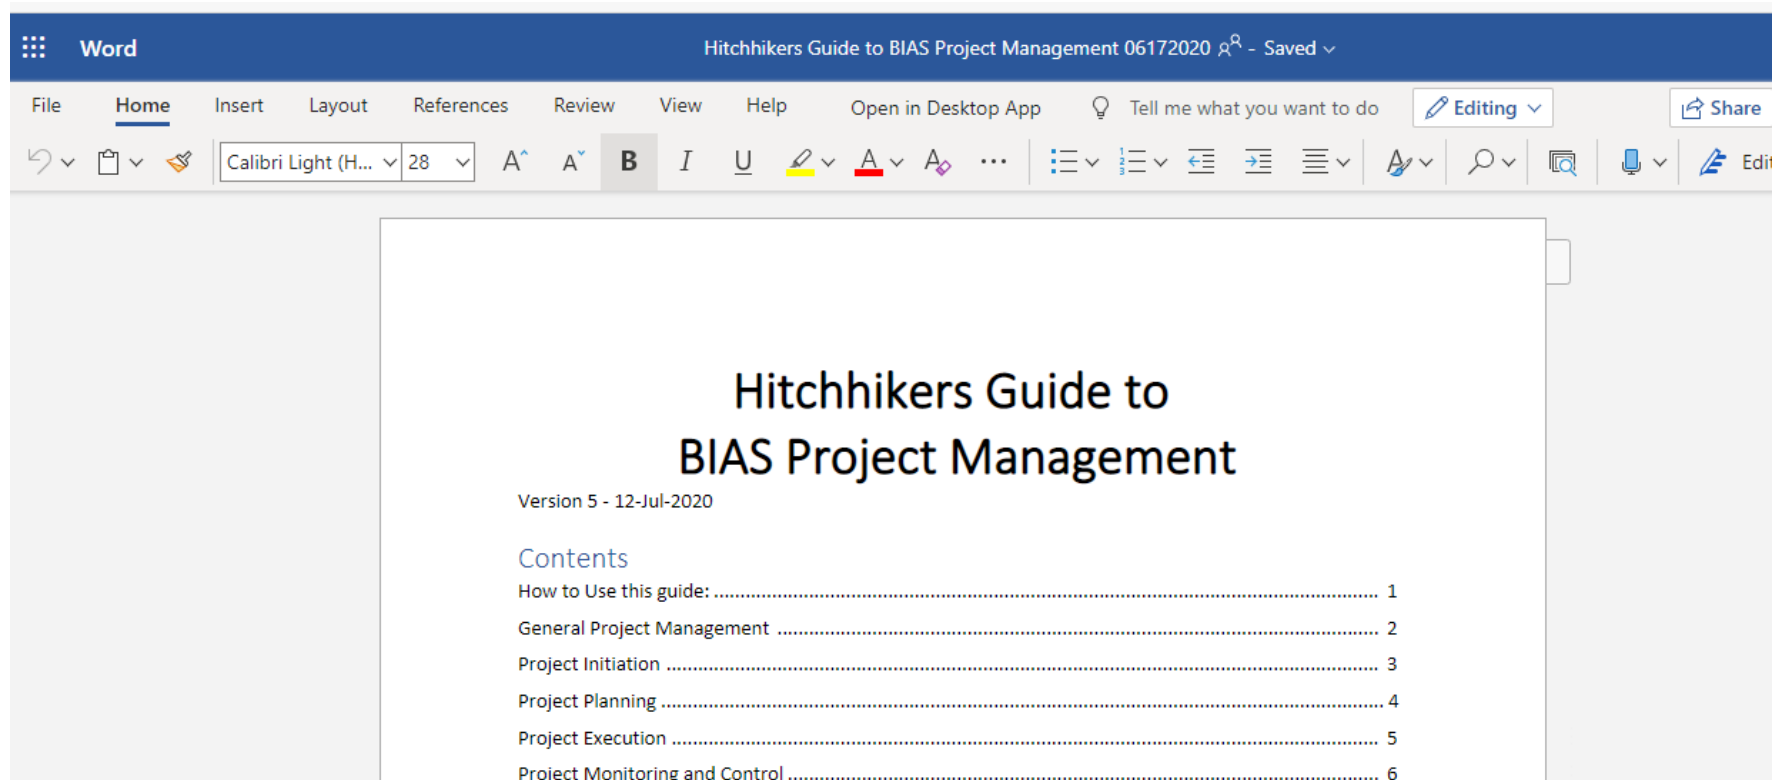 Word
Hitchhikers Guide to BIAS Project Management 06172020 - Saved
File Home Insert Layout References Review View Help Open in Desktop App Tell me what you want to do Editing Share
Calibri Light (H... 28 A A B I U A A ... Edit
Hitchhikers Guide to
BIAS Project Management
Version 5 - 12-Jul-2020
Contents
How to Use this guide: ........ 1
General Project Management ........ 2
Project Initiation ........ 3
Project Planning ........ 4
Project Execution ........ 5
Project Monitoring and Control ........ 6